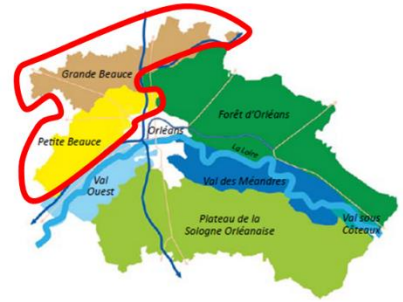 Grande Beauce
Forêt d'Orléans
Orléans
Petite Beauce
La Loire
Val
Ouest
Val des Méandres
Plateau de la
Sologne Orléanaise
Val sous
Côteaux